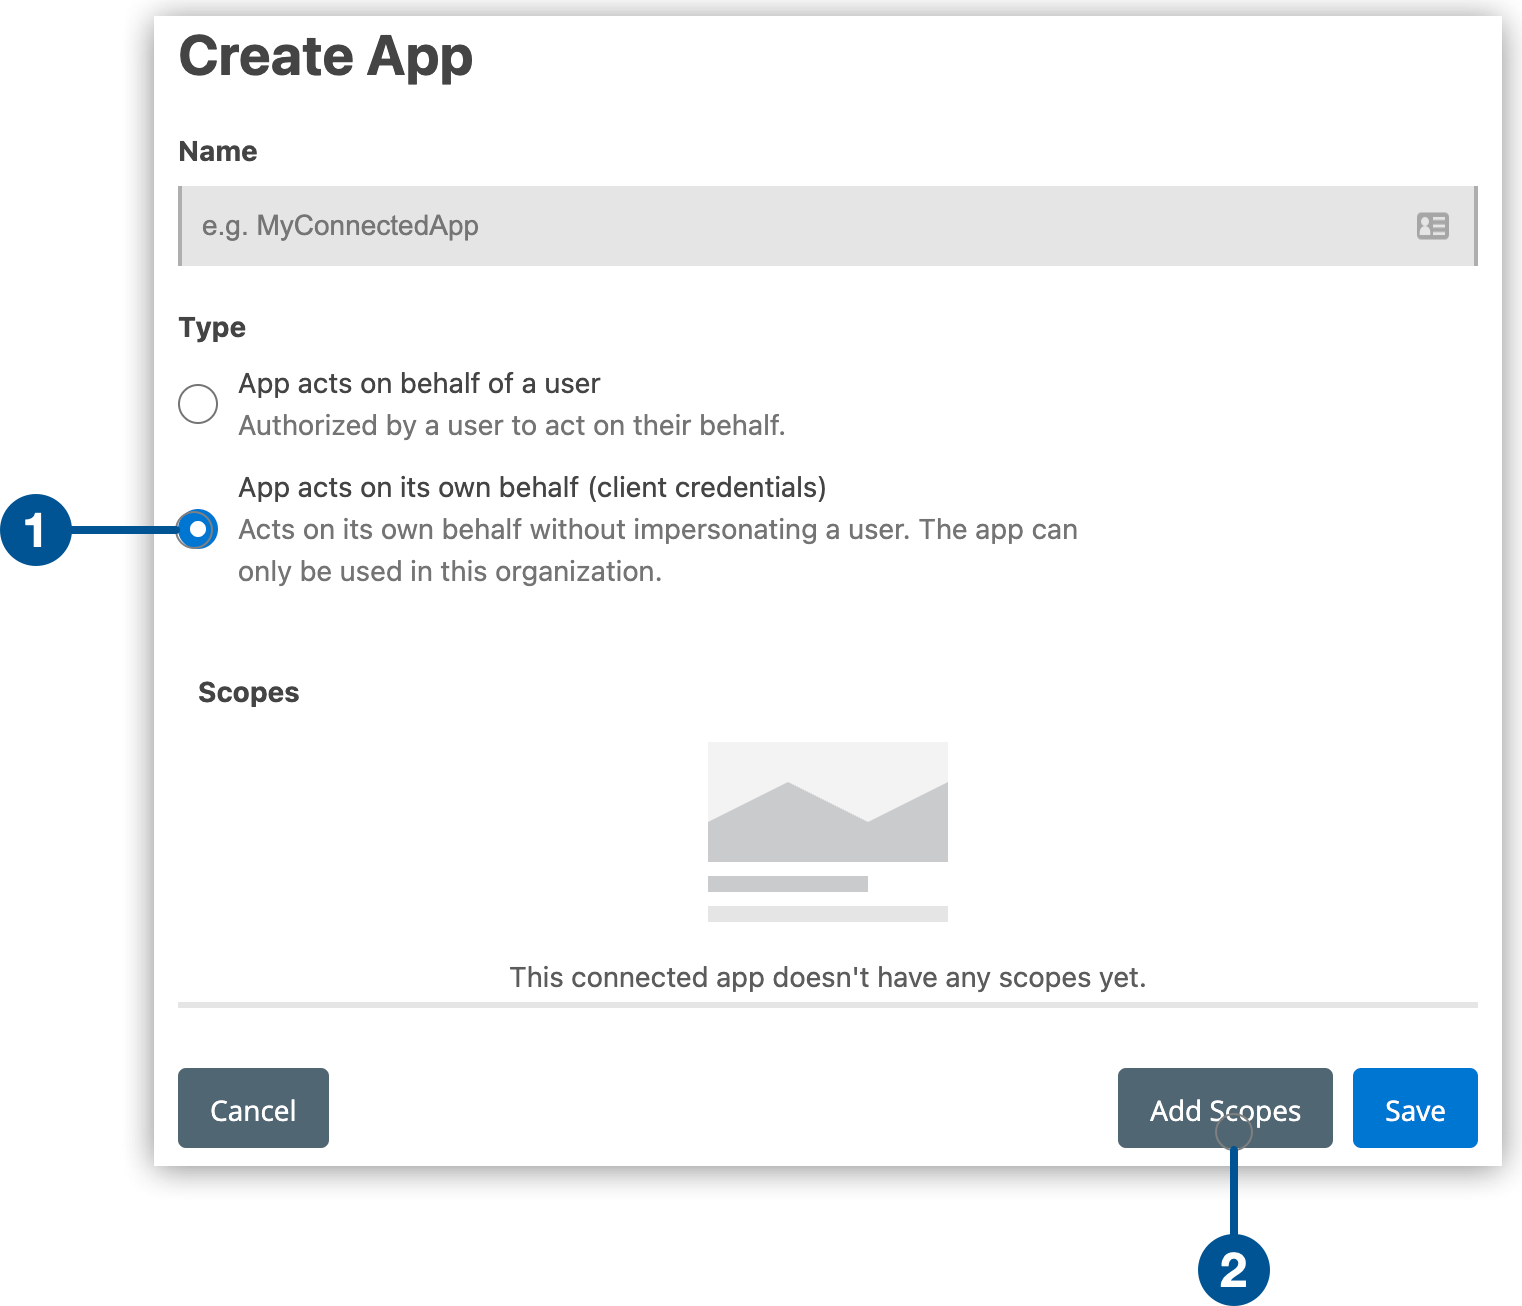 Create App
Name
e.g. MyConnectedApp
Type
App acts on behalf of a user
Authorized by a user to act on their behalf.
App acts on its own behalf (client credentials)
1
Acts on its own behalf without impersonating a user. The app can
only be used in this organization.
Scopes
This connected app doesn't have any scopes yet.
Cancel
Add Scopes
Save
2